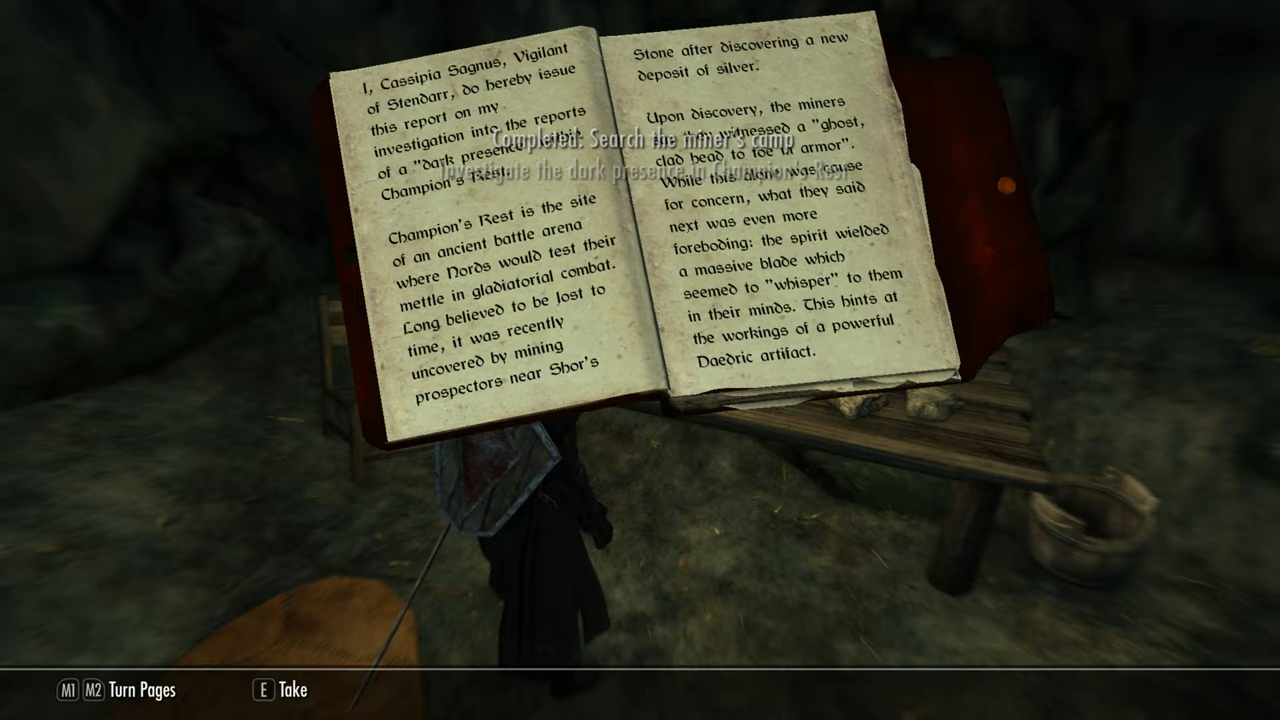 I, Cassipia Sagnus, Vigilant
of Stendarr, do hereby issue
this report on my
investigation into the reports
of a "dark presence" within
Champion's Rest.
Champion's Rest is the site
of an ancient battle arena
where Nords would test their
mettle in gladiatorial combat.
Long believed to be lost to
time, it was recently
uncovered by mining
prospectors near Shor's
Stone after discovering a new
deposit of silver.
Upon discovery, the miners
say they witnessed a "ghost,
clad head to toe in armor".
While this alone was cause
for concern, what they said
next was even more
foreboding: the spirit wielded
a massive blade which
seemed to "whisper" to them
in their minds. This hints at
the workings of a powerful
Daedric artifact.
Completed: Search the miner's camp
Investigate the dark presence in Champion's Rest
M1 M2 Turn Pages
E Take